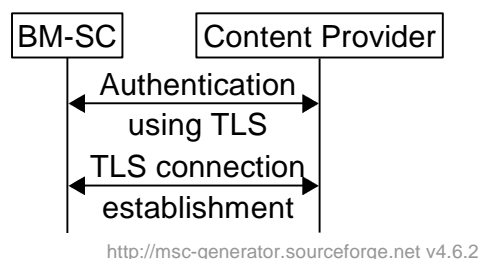 BM-SC
Content Provider
Authentication
using TLS
TLS connection
establishment
http://msc-generator.sourceforge.net v4.6.2